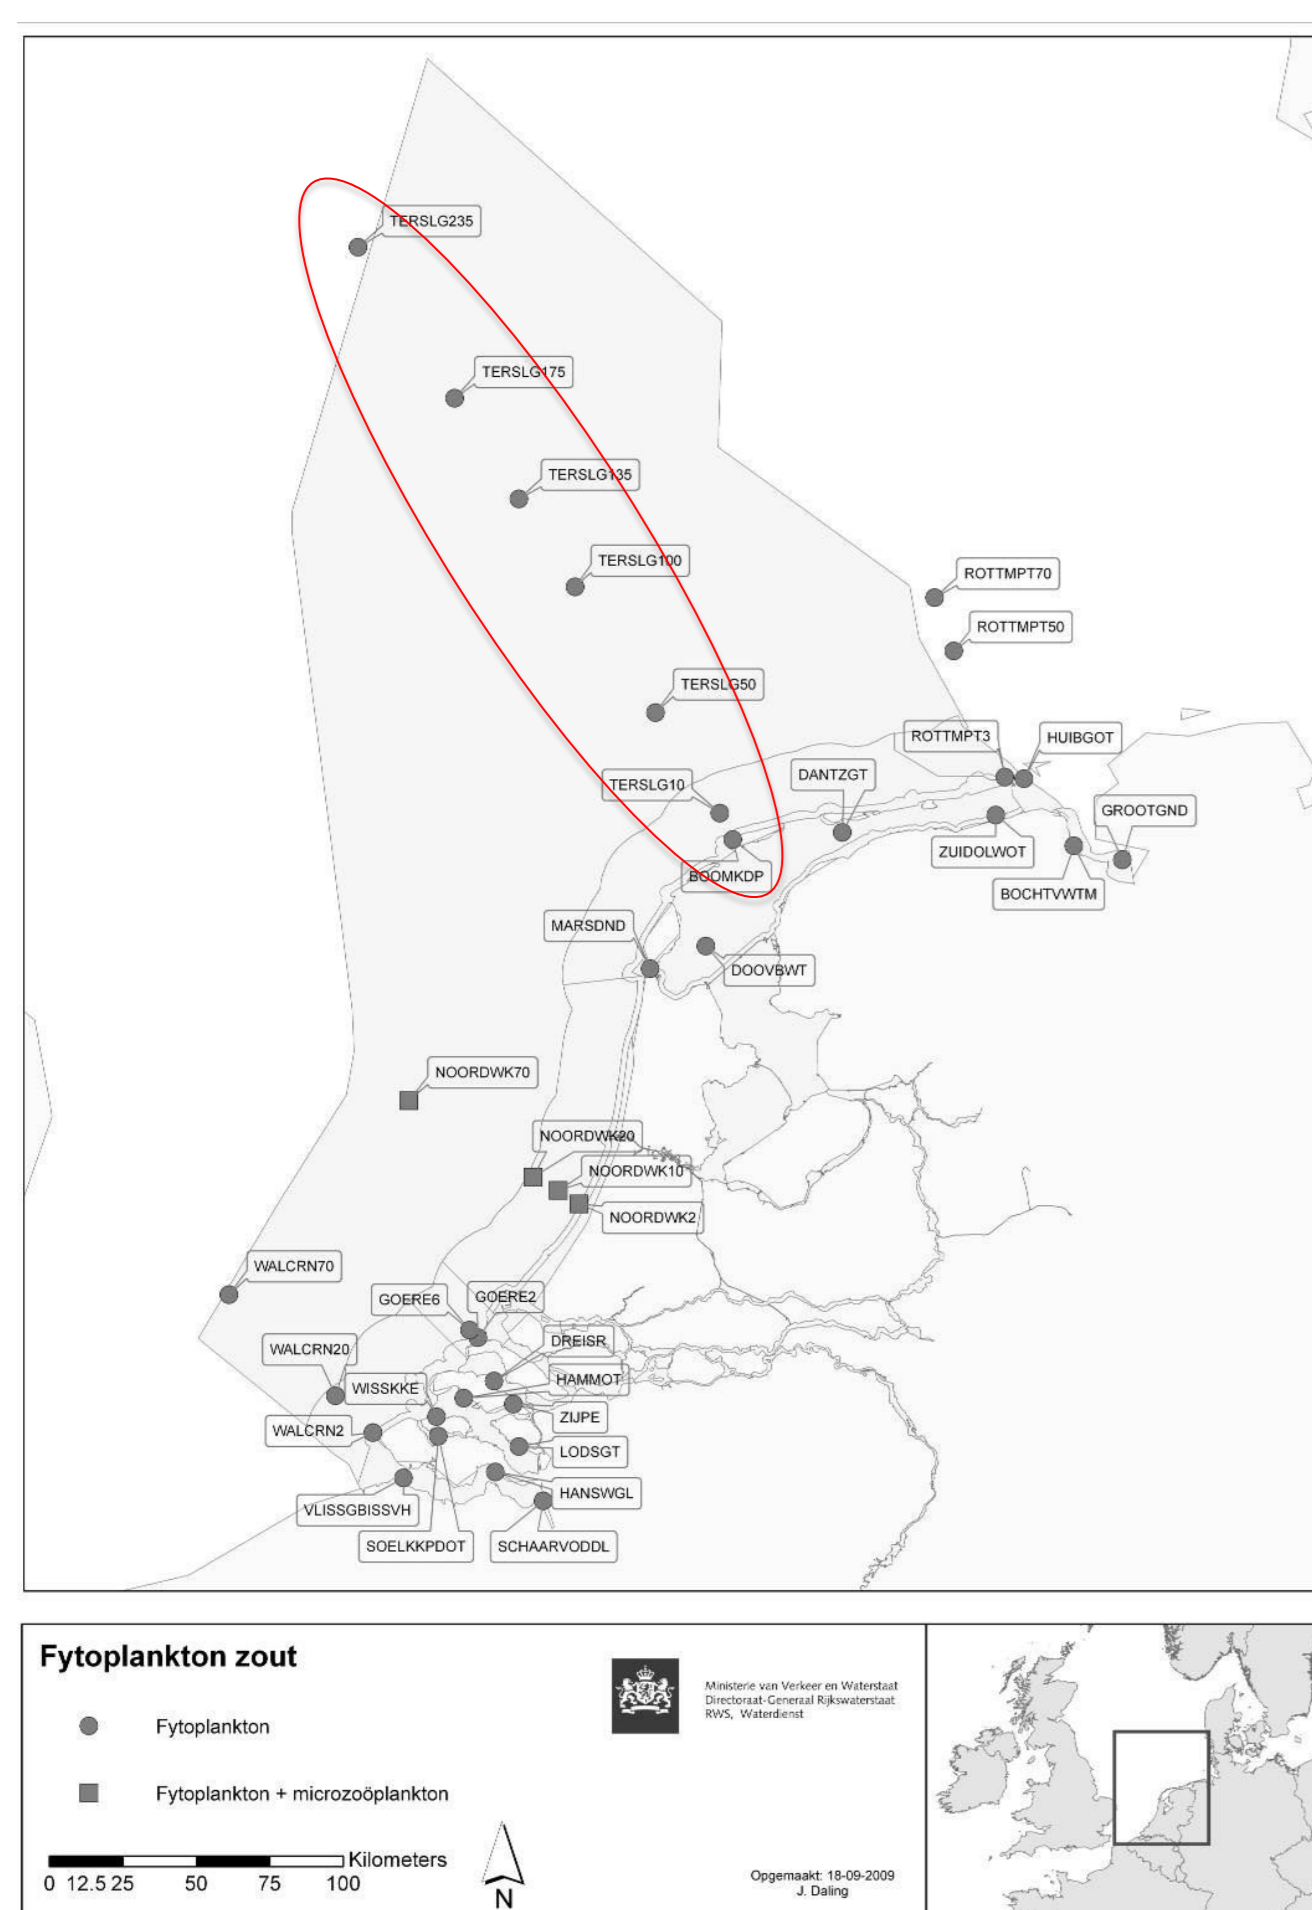 TERSLG235
TERSLG175
TERSLG135
TERSLG100
ROTTMPT70
ROTTMPT50
TERSLG50
ROTTMPT3
HUIBGOT
TERSLG10
DANTZGT
GROOTGND
ZUIDOLWOT
BOOMKDP
BOCHTVWTM
MARSDND
DOOVBWT
NOORDWK70
NOORDWK20
NOORDWK10
NOORDWK2
WALCRN70
GOERE6
GOERE2
WALCRN20
DREISR
HAMMOT
WISSKKE
ZIJPE
WALCRN2
LODSGT
HANSWGL
VLISSGBISSVH
SOELKKPDOT
SCHAARVODDL
Fytoplankton zout
Fytoplankton
Fytoplankton + microzoöplankton
Kilometers
0 12.5 25 50 75 100
N
Ministerie van Verkeer en Waterstaat
Directoraat-Generaal Rijkswaterstaat
RWS, Waterdienst
Opgemaakt: 18-09-2009
J. Daling